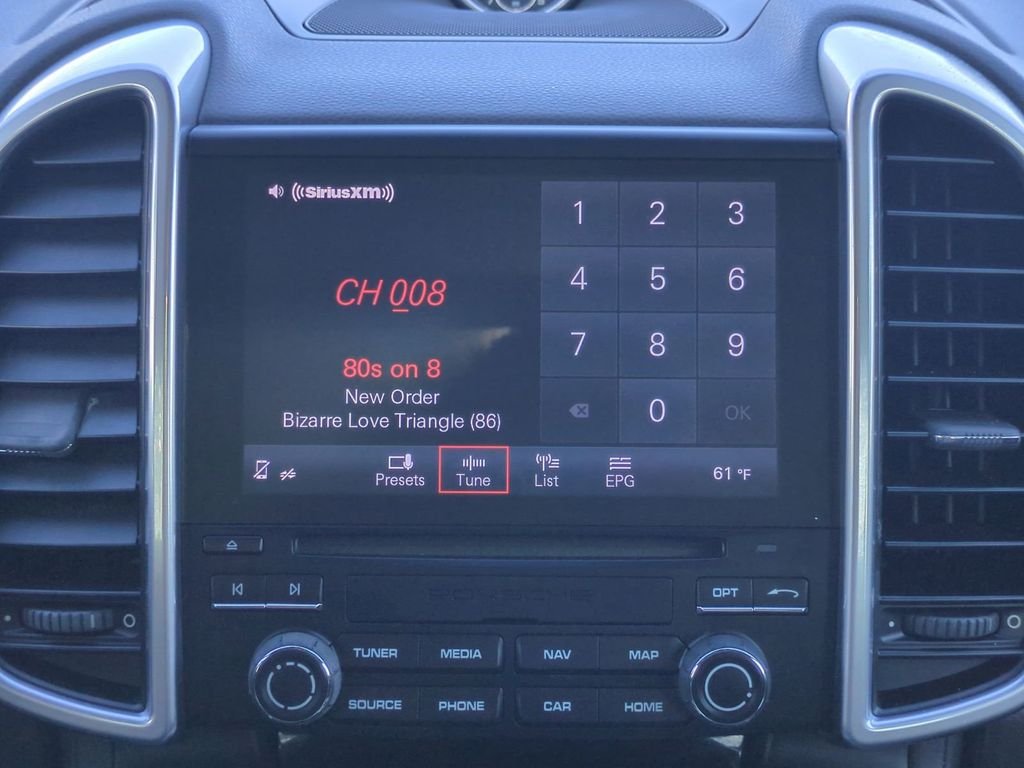 SiriusXM
CH 008
80s on 8
New Order
Bizarre Love Triangle (86)
1 2 3
4 5 6
7 8 9
0 OK
Presets Tune List EPG 61 °F
OPT
PORSCHE
TUNER MEDIA NAV MAP
SOURCE PHONE CAR HOME